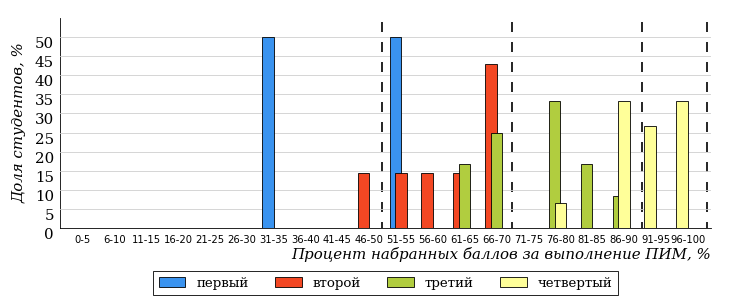 Доля студентов, %
50
45
40
35
30
25
20
15
10
5
0
0-5 6-10 11-15 16-20 21-25 26-30 31-35 36-40 41-45 46-50 51-55 56-60 61-65 66-70 71-75 76-80 81-85 86-90 91-95 96-100
Процент набранных баллов за выполнение ПИМ, %
первый второй третий четвертый